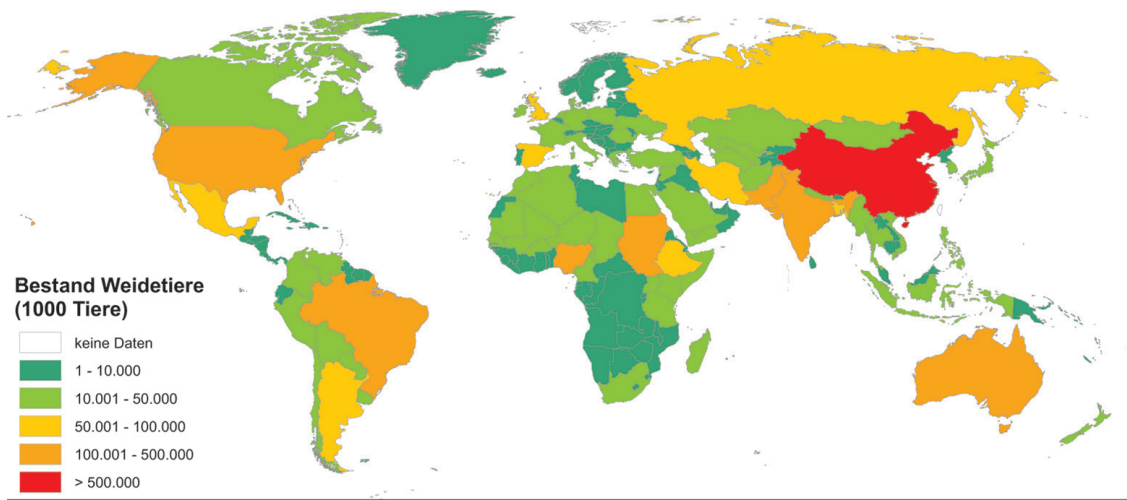 Bestand Weidetiere
(1000 Tiere)
keine Daten
1 - 10.000
10.001 - 50.000
50.001 - 100.000
100.001 - 500.000
> 500.000